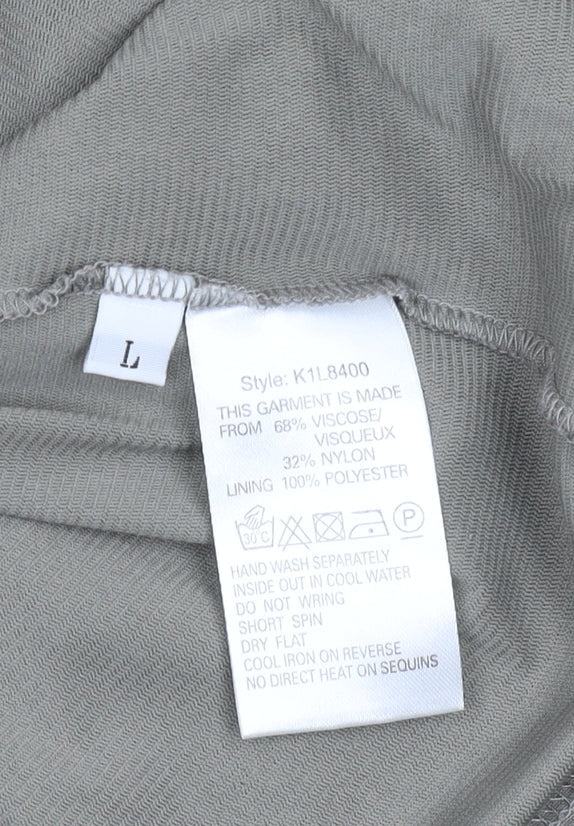 L
Style: K1L8400
THIS GARMENT IS MADE
FROM 68% VISCOSE/
VISQUEUX
32% NYLON
LINING 100% POLYESTER
30°C
P
HAND WASH SEPARATELY
INSIDE OUT IN COOL WATER
DO NOT WRING
SHORT SPIN
DRY FLAT
COOL IRON ON REVERSE
NO DIRECT HEAT ON SEQUINS